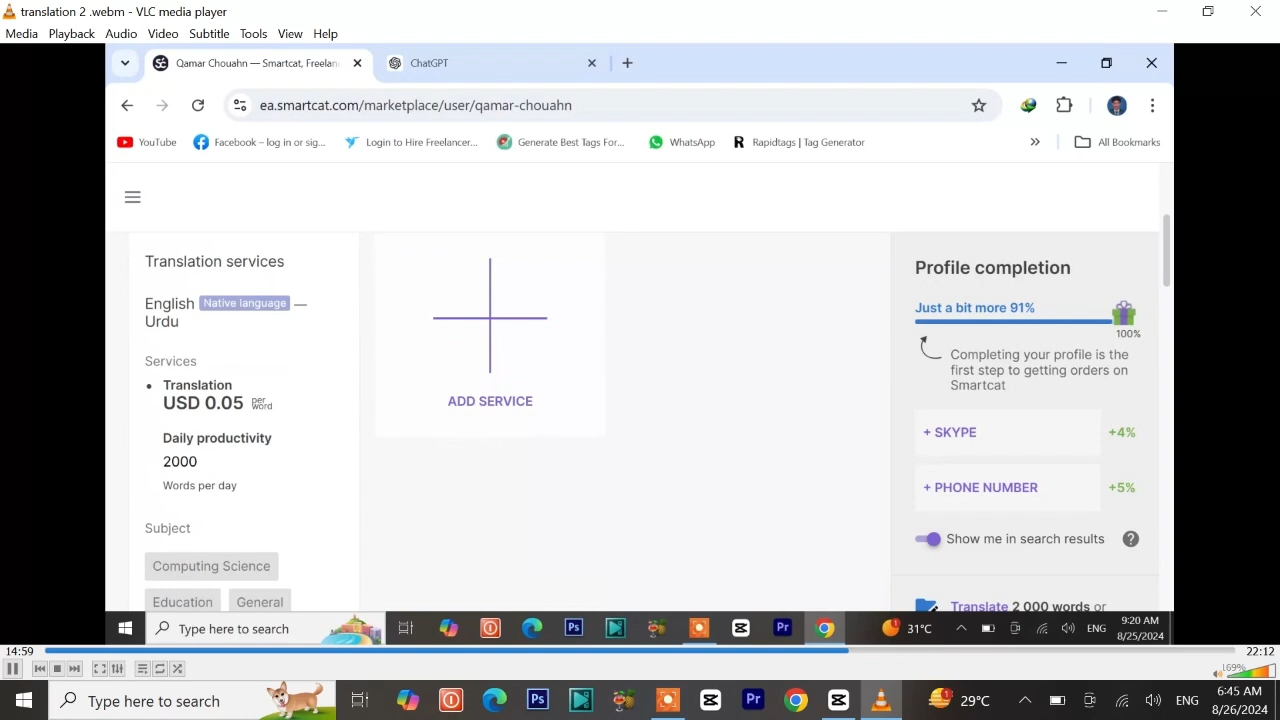 translation 2 .webm - VLC media player
Media Playback Audio Video Subtitle Tools View Help
Qamar Chouahn — Smartcat, Freelan
ChatGPT
ea.smartcat.com/marketplace/user/qamar-chouahn
YouTube
Facebook – log in or sig...
Login to Hire Freelancer...
Generate Best Tags For...
WhatsApp
Rapidtags | Tag Generator
All Bookmarks
Translation services
English Native language —
Urdu
Services
• Translation
USD 0.05 per word
Daily productivity
2000
Words per day
Subject
Computing Science
Education General
ADD SERVICE
Profile completion
Just a bit more 91%
100%
Completing your profile is the
first step to getting orders on
Smartcat
+ SKYPE +4%
+ PHONE NUMBER +5%
Show me in search results ?
Translate 2 000 words or
Type here to search
Ps
Pr
1
31°C
ENG
9:20 AM
8/25/2024
14:59
22:12
169%
Type here to search
Ps
Pr
1
29°C
ENG
6:45 AM
8/26/2024